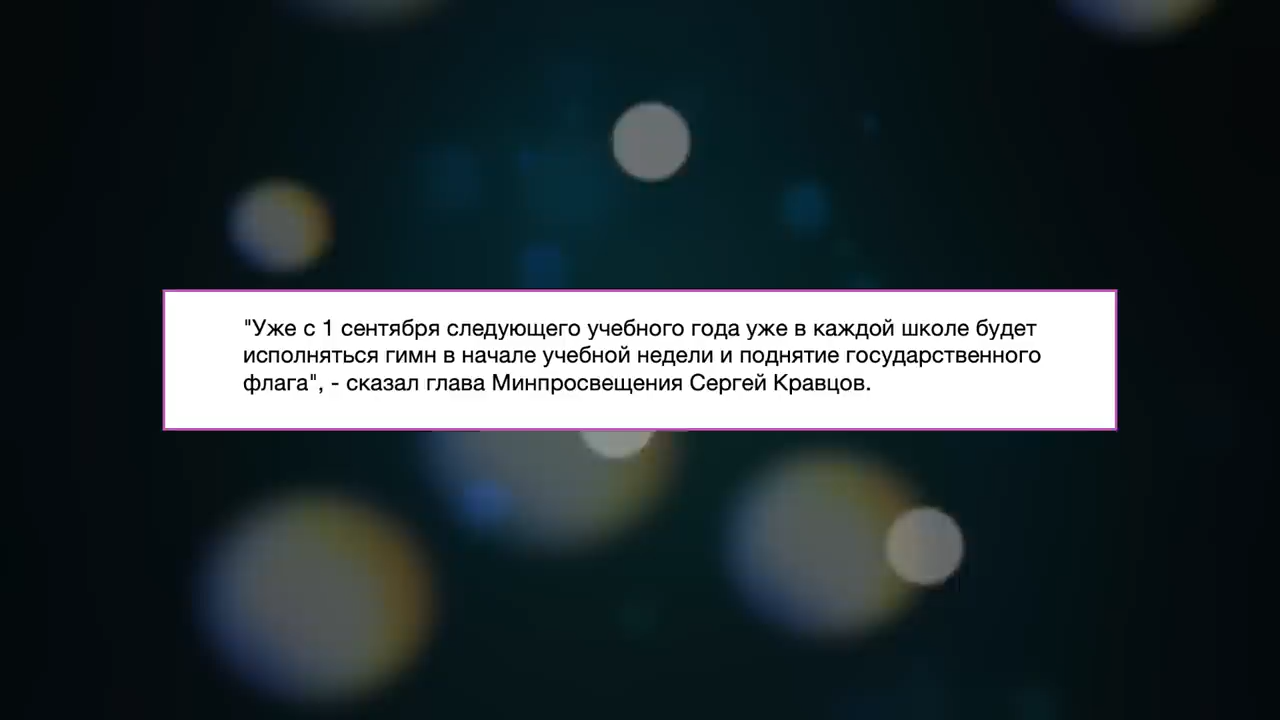 "Уже с 1 сентября следующего учебного года уже в каждой школе будет
исполняться гимн в начале учебной недели и поднятие государственного
флага", - сказал глава Минпросвещения Сергей Кравцов.